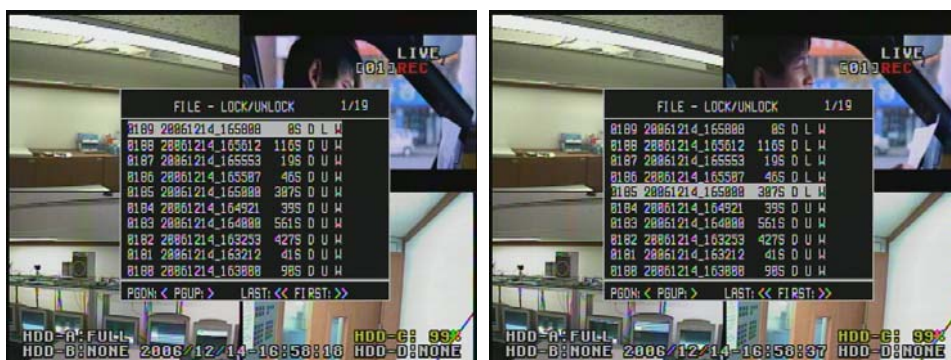 LIVE
[01]REC
FILE - LOCK/UNLOCK 1/19
0189 20061214_165808 0S D L W
0188 20061214_165612 116S D U W
0187 20061214_165553 19S D U W
0186 20061214_165507 46S D U W
0185 20061214_165000 307S D U W
0184 20061214_164921 39S D U W
0183 20061214_164000 561S D U W
0182 20061214_163253 427S D U W
0181 20061214_163212 41S D U W
0180 20061214_163000 90S D U W
PGDN: < PGUP: > LAST: << FIRST: >>
HDD-A:FULL HDD-C: 99%
HDD-B:NONE 2006/12/14-16:58:18 HDD-D:NONE
LIVE
[01]REC
FILE - LOCK/UNLOCK 1/19
0189 20061214_165808 0S D L W
0188 20061214_165612 116S D L W
0187 20061214_165553 19S D L W
0186 20061214_165507 46S D L W
0185 20061214_165000 307S D L W
0184 20061214_164921 39S D U W
0183 20061214_164000 561S D U W
0182 20061214_163253 427S D U W
0181 20061214_163212 41S D U W
0180 20061214_163000 90S D U W
PGDN: < PGUP: > LAST: << FIRST: >>
HDD-A:FULL HDD-C: 99%
HDD-B:NONE 2006/12/14-16:58:37 HDD-D:NONE